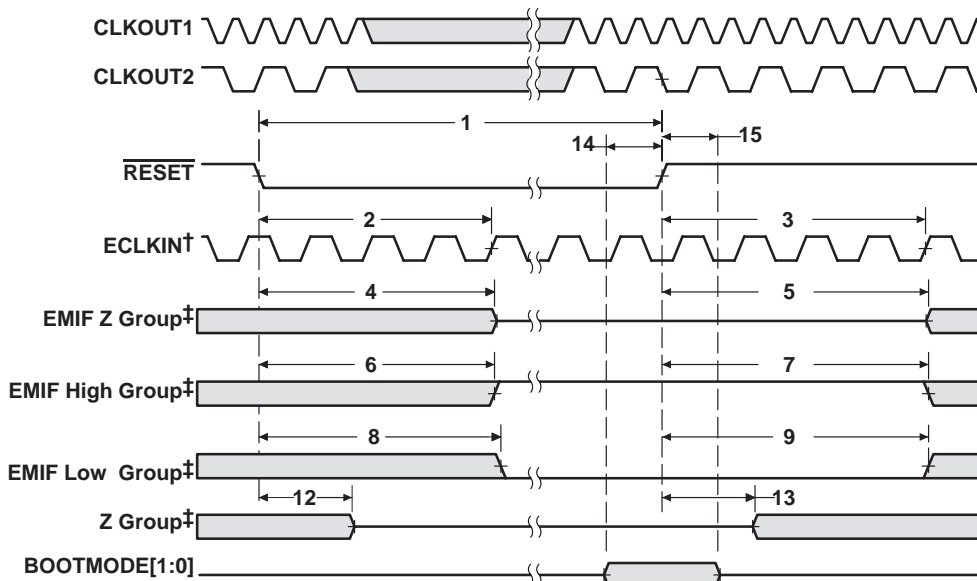 CLKOUT1
CLKOUT2
1
14
15
RESET
2
3
ECLKIN†
4
5
EMIF Z Group‡
6
7
EMIF High Group‡
8
9
EMIF Low Group‡
12
13
Z Group‡
BOOTMODE[1:0]